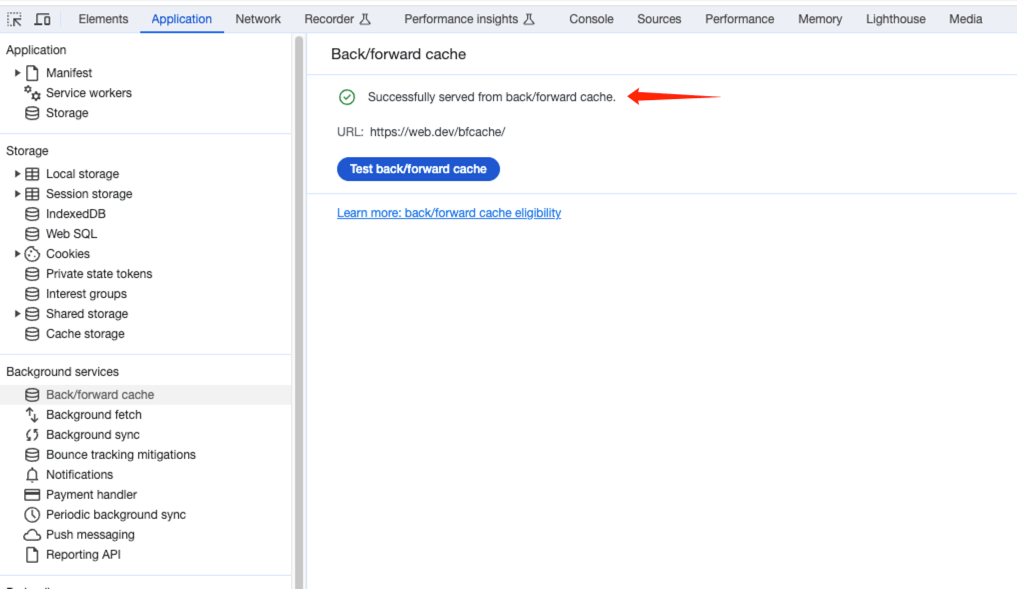 Elements Application Network Recorder Performance insights Console Sources Performance Memory Lighthouse Media
Application
Manifest
Service workers
Storage
Storage
Local storage
Session storage
IndexedDB
Web SQL
Cookies
Private state tokens
Interest groups
Shared storage
Cache storage
Background services
Back/forward cache
Background fetch
Background sync
Bounce tracking mitigations
Notifications
Payment handler
Periodic background sync
Push messaging
Reporting API
Back/forward cache
Successfully served from back/forward cache.
URL: https://web.dev/bfcache/
Test back/forward cache
Learn more: back/forward cache eligibility